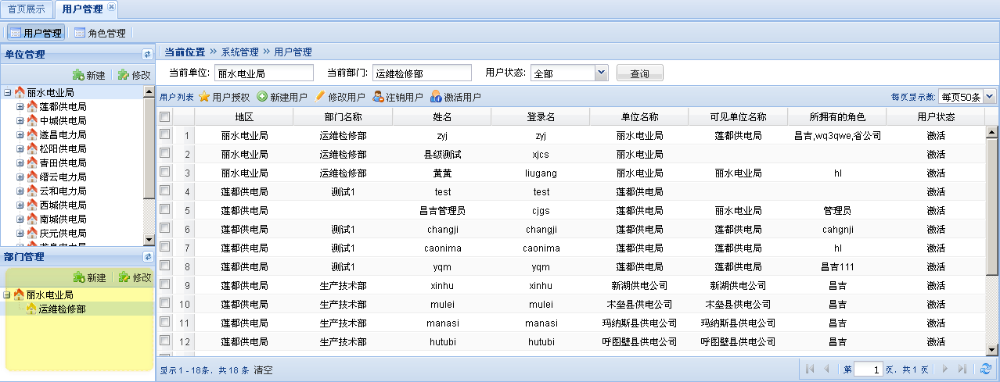 首页展示 用户管理
用户管理 角色管理
单位管理
新建 修改
丽水电业局
莲都供电局
中城供电局
遂昌电力局
松阳供电局
青田供电局
缙云电力局
云和电力局
西城供电局
南城供电局
庆元供电局
部门管理
新建 修改
丽水电业局
运维检修部
当前位置 >> 系统管理 >> 用户管理
当前单位: 丽水电业局 当前部门: 运维检修部 用户状态: 全部 查询
用户列表 用户授权 新建用户 修改用户 注销用户 激活用户 每页显示数: 每页50条
地区 部门名称 姓名 登录名 单位名称 可见单位名称 所拥有的角色 用户状态
1 丽水电业局 运维检修部 zyj zyj 丽水电业局 莲都供电局 昌吉,wq3qwe,省公司 激活
2 丽水电业局 运维检修部 县级测试 xjcs 丽水电业局 激活
3 丽水电业局 运维检修部 黄黄 liugang 丽水电业局 丽水电业局 hl 激活
4 莲都供电局 测试1 test test 莲都供电局 激活
5 莲都供电局 昌吉管理员 cjgs 莲都供电局 丽水电业局 管理员 激活
6 莲都供电局 测试1 changji changji 莲都供电局 莲都供电局 cahgnji 激活
7 莲都供电局 测试1 caonima caonima 莲都供电局 莲都供电局 hl 激活
8 莲都供电局 测试1 yqm yqm 莲都供电局 莲都供电局 昌吉111 激活
9 莲都供电局 生产技术部 xinhu xinhu 新湖供电公司 新湖供电公司 昌吉 激活
10 莲都供电局 生产技术部 mulei mulei 木垒县供电公司 木垒县供电公司 昌吉 激活
11 莲都供电局 生产技术部 manasi manasi 玛纳斯县供电公司 玛纳斯县供电公司 昌吉 激活
12 莲都供电局 生产技术部 hutubi hutubi 呼图壁县供电公司 呼图壁县供电公司 昌吉 激活
显示1 - 18条, 共18 条 清空 第 1 页, 共1 页